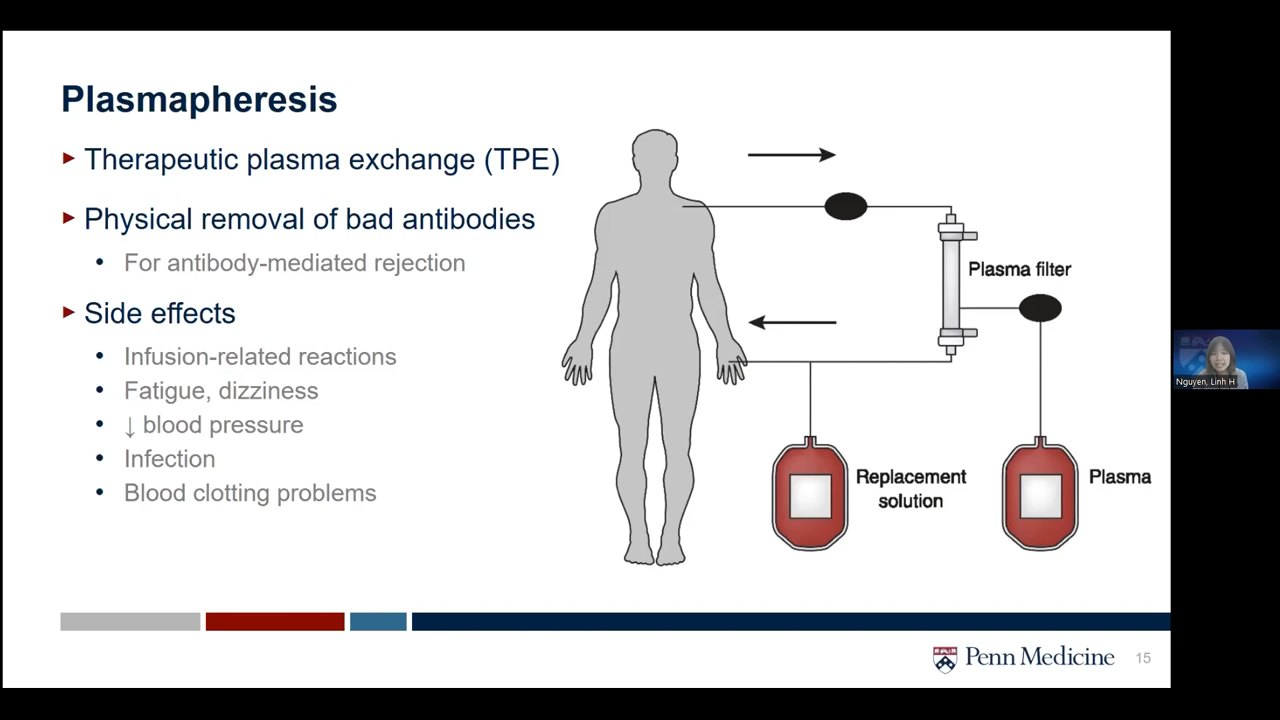 Plasmapheresis
Therapeutic plasma exchange (TPE)
Physical removal of bad antibodies
For antibody-mediated rejection
Side effects
Infusion-related reactions
Fatigue, dizziness
↓ blood pressure
Infection
Blood clotting problems
Plasma filter
Replacement
solution
Plasma
Nguyen, Linh H
Penn Medicine
15